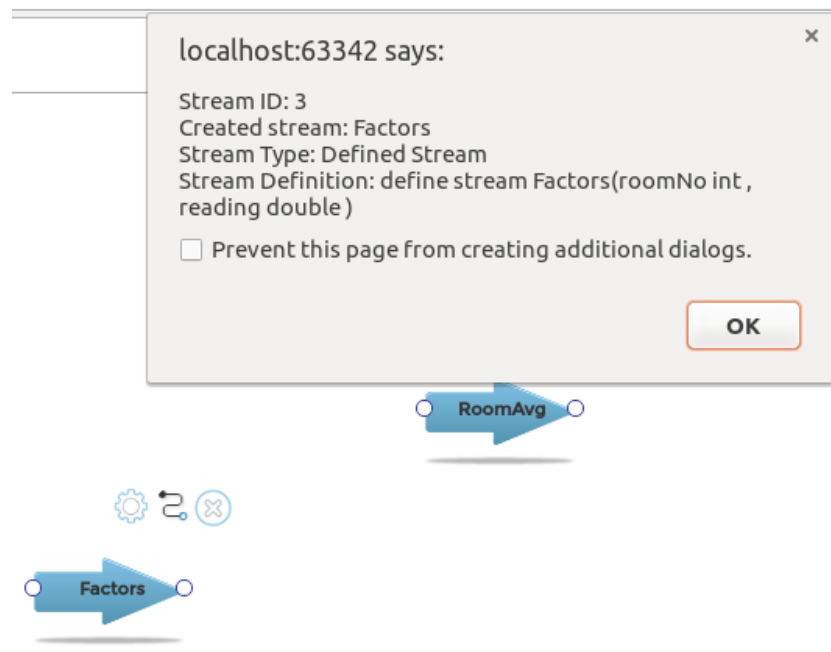 localhost:63342 says:
Stream ID: 3
Created stream: Factors
Stream Type: Defined Stream
Stream Definition: define stream Factors(roomNo int ,
reading double )
Prevent this page from creating additional dialogs.
OK
RoomAvg
Factors